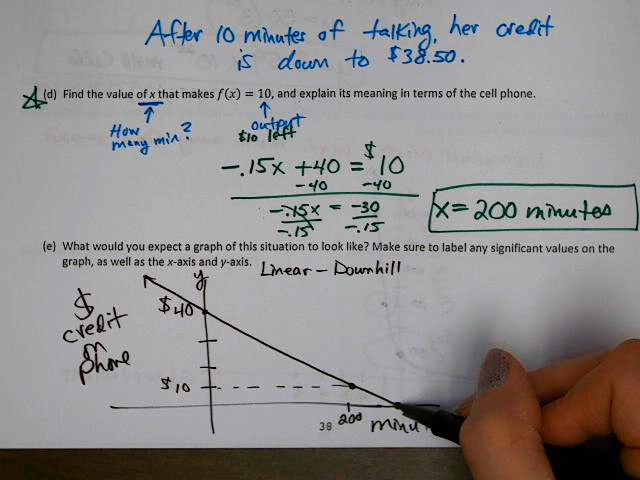 After 10 minutes of talking, her credit
is down to $38.50.
(d) Find the value of x that makes f(x) = 10, and explain its meaning in terms of the cell phone.
How many min?
output
$10 left
-.15x + 40 = $10
-40 -40
-.15x = -30
-.15 -.15
x = 200 minutes
(e) What would you expect a graph of this situation to look like? Make sure to label any significant values on the
graph, as well as the x-axis and y-axis.
Linear - Downhill
y
$ credit on phone
$40
$10
200
38